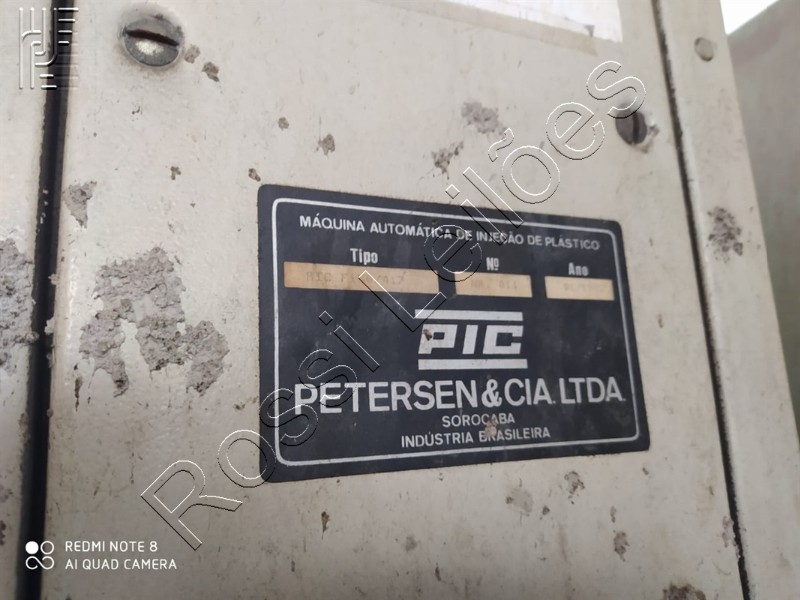 MÁQUINA AUTOMÁTICA DE INJEÇÃO DE PLÁSTICO
Tipo Nº Ano
PIC
PETERSEN & CIA. LTDA.
SOROCABA
INDÚSTRIA BRASILEIRA
Rossi Leilões
REDMI NOTE 8
AI QUAD CAMERA